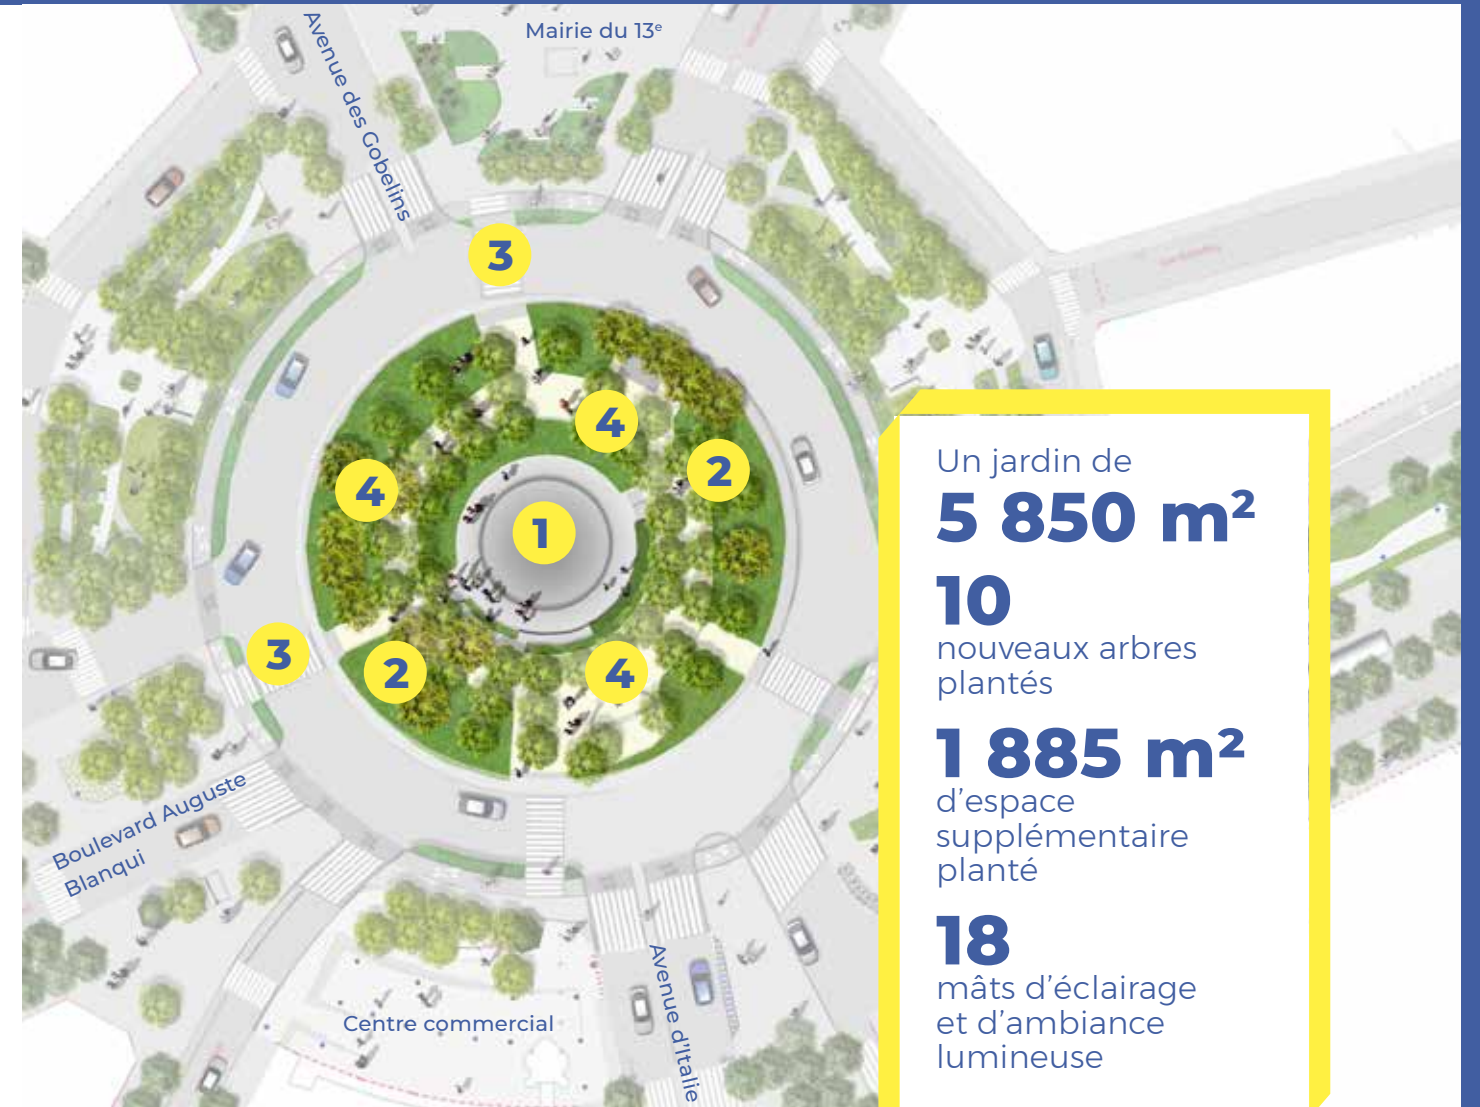 Mairie du 13e
Avenue des Gobelins
3
4
2
4
1
3
2
4
Boulevard Auguste
Blanqui
Centre commercial
Avenue d'Italie
Un jardin de
5 850 m²
10
nouveaux arbres
plantés
1 885 m²
d'espace
supplémentaire
planté
18
mâts d'éclairage
et d'ambiance
lumineuse